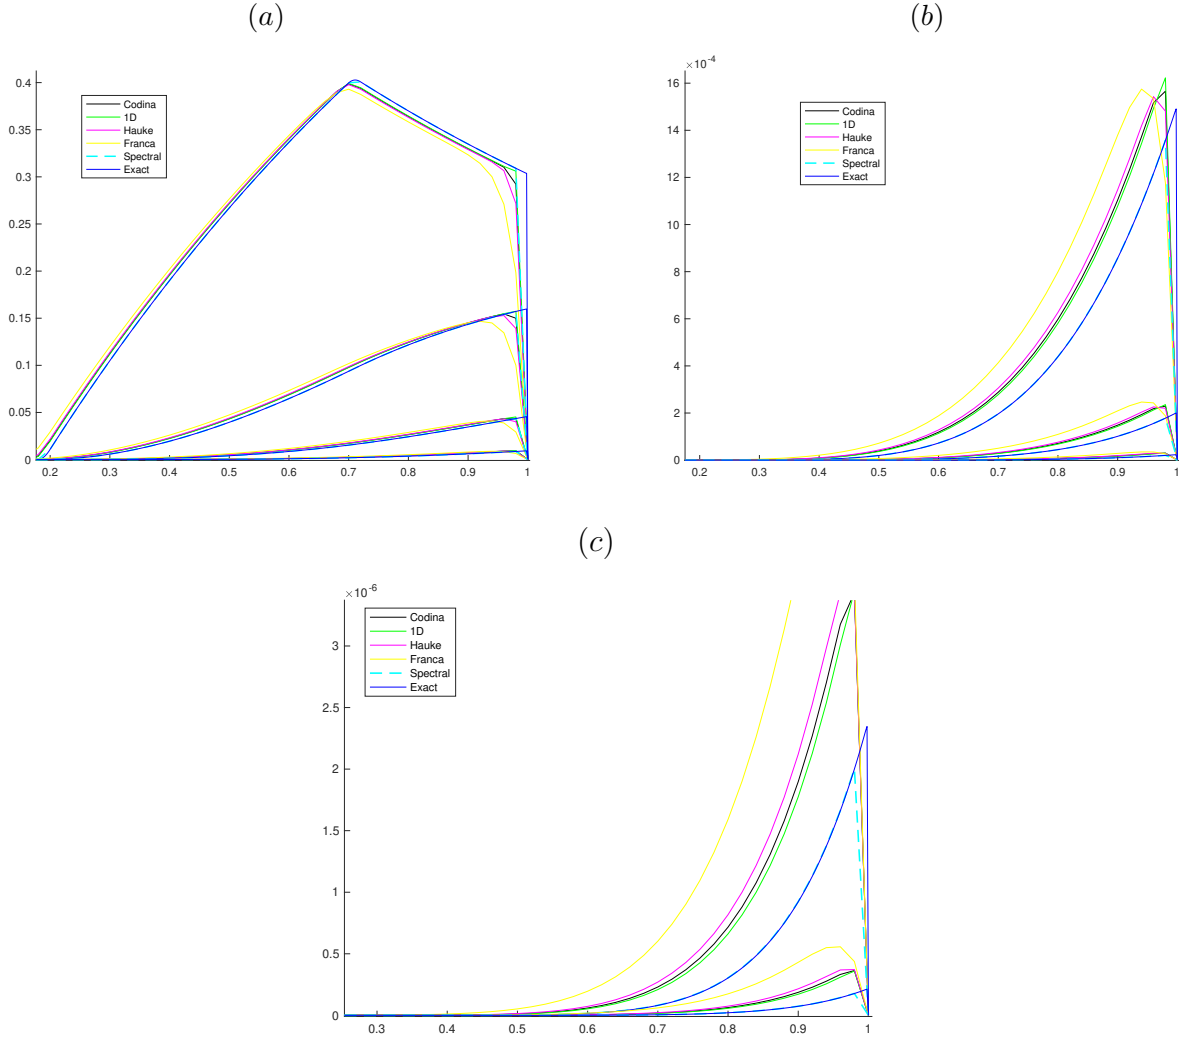 (a)
0.4
0.35
0.3
0.25
0.2
0.15
0.1
0.05
0
0.2 0.3 0.4 0.5 0.6 0.7 0.8 0.9 1
Codina
1D
Hauke
Franca
Spectral
Exact
(b)
×10⁻⁴
16
14
12
10
8
6
4
2
0
0.2 0.3 0.4 0.5 0.6 0.7 0.8 0.9 1
Codina
1D
Hauke
Franca
Spectral
Exact
(c)
×10⁻⁶
3
2.5
2
1.5
1
0.5
0
0.3 0.4 0.5 0.6 0.7 0.8 0.9 1
Codina
1D
Hauke
Franca
Spectral
Exact